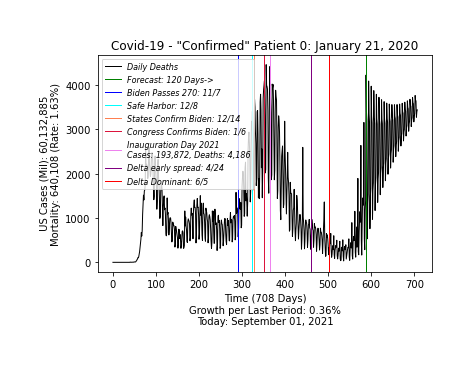 Covid-19 - "Confirmed" Patient 0: January 21, 2020
US Cases (Mil): 60,132,885
Mortality: 640,108 (Rate: 1.63%)
4000
3000
2000
1000
0
Daily Deaths
Forecast: 120 Days->
Biden Passes 270: 11/7
Safe Harbor: 12/8
States Confirm Biden: 12/14
Congress Confirms Biden: 1/6
Inauguration Day 2021
Cases: 193,872, Deaths: 4,186
Delta early spread: 4/24
Delta Dominant: 6/5
0 100 200 300 400 500 600 700
Time (708 Days)
Growth per Last Period: 0.36%
Today: September 01, 2021